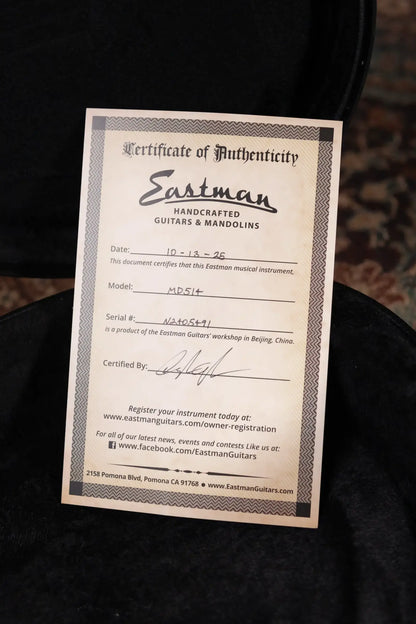 Certificate of Authenticity
Eastman
HANDCRAFTED
GUITARS & MANDOLINS
Date: 10-13-25
This document certifies that this Eastman musical instrument,
Model: MD514
Serial #: N2405491
is a product of the Eastman Guitars' workshop in Beijing, China.
Certified By:
Register your instrument today at:
www.eastmanguitars.com/owner-registration
For all of our latest news, events and contests Like us at:
www.facebook.com/EastmanGuitars
2158 Pomona Blvd, Pomona CA 91768 ● www.EastmanGuitars.com